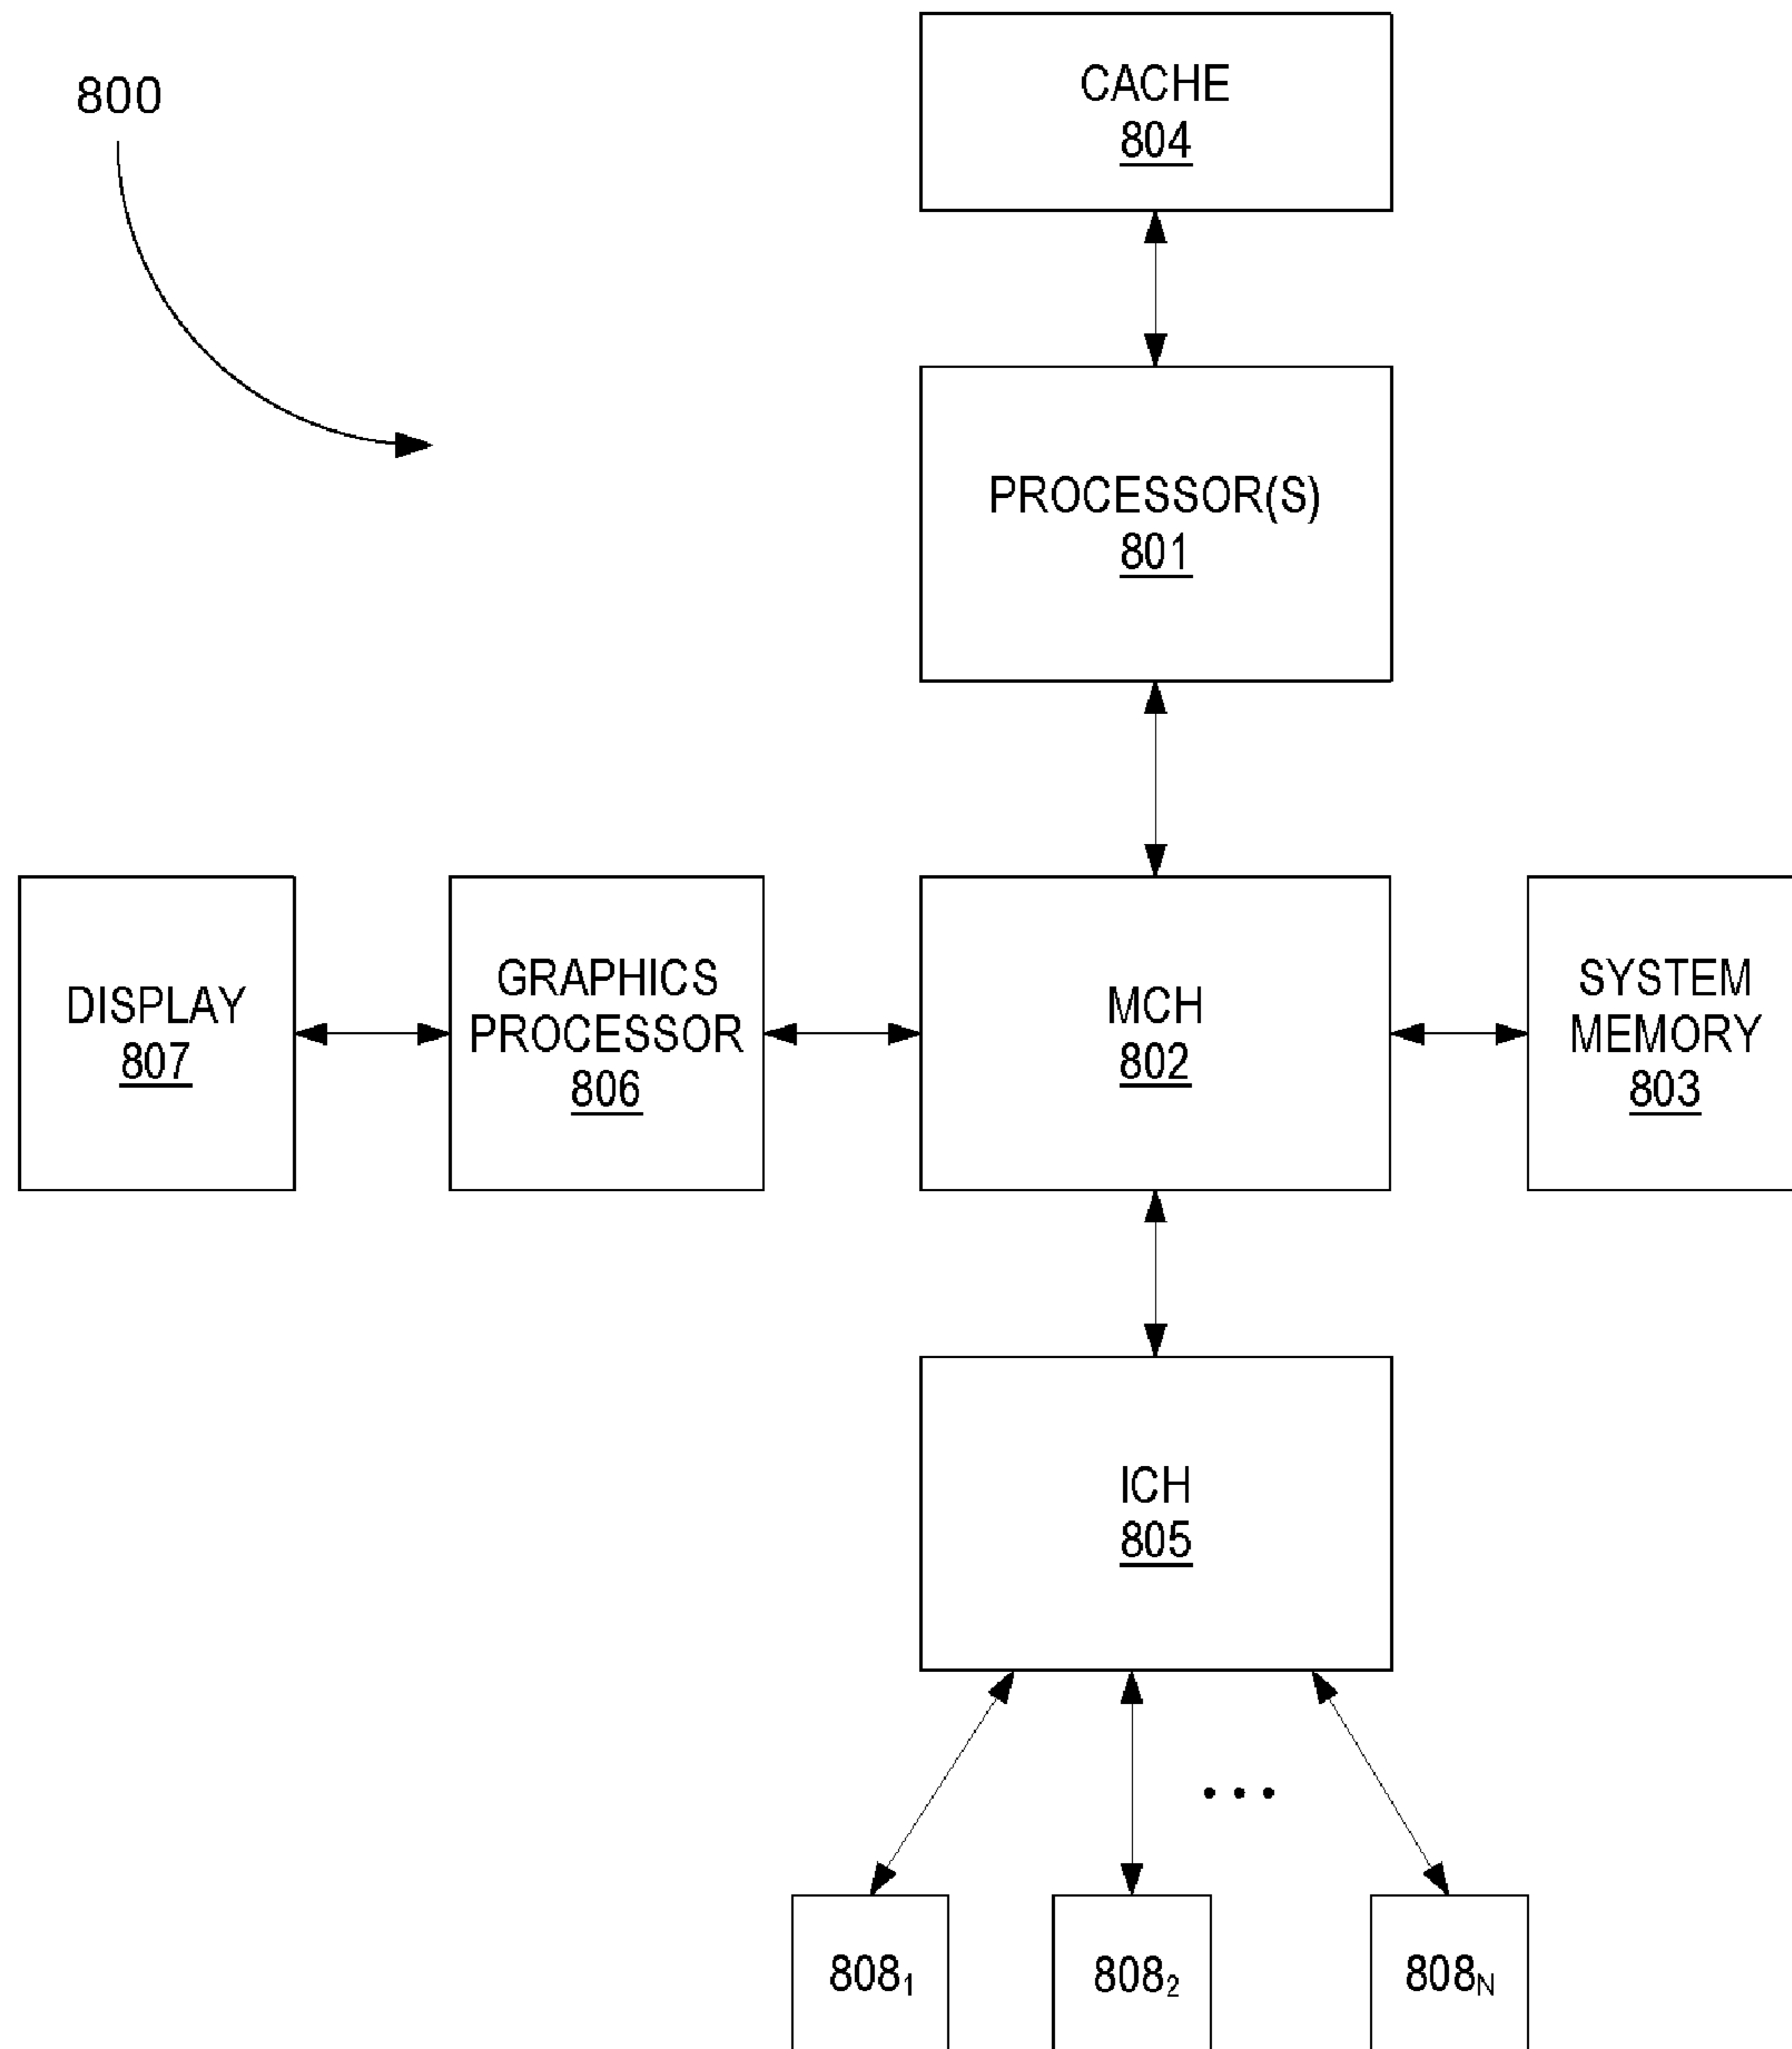 800
CACHE
804
PROCESSOR(S)
801
DISPLAY
807
GRAPHICS
PROCESSOR
806
MCH
802
SYSTEM
MEMORY
803
ICH
805
...
808₁
808₂
808N